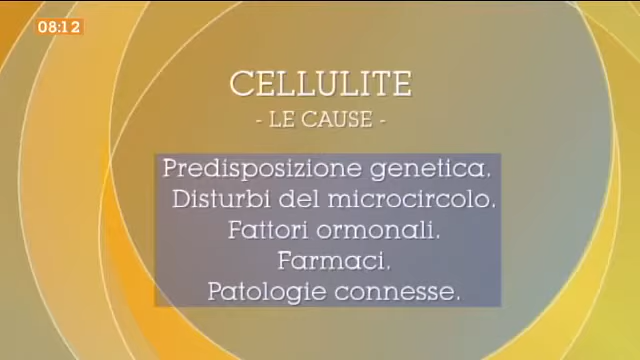 08:12
CELLULITE
- LE CAUSE -
Predisposizione genetica.
Disturbi del microcircolo.
Fattori ormonali.
Farmaci.
Patologie connesse.